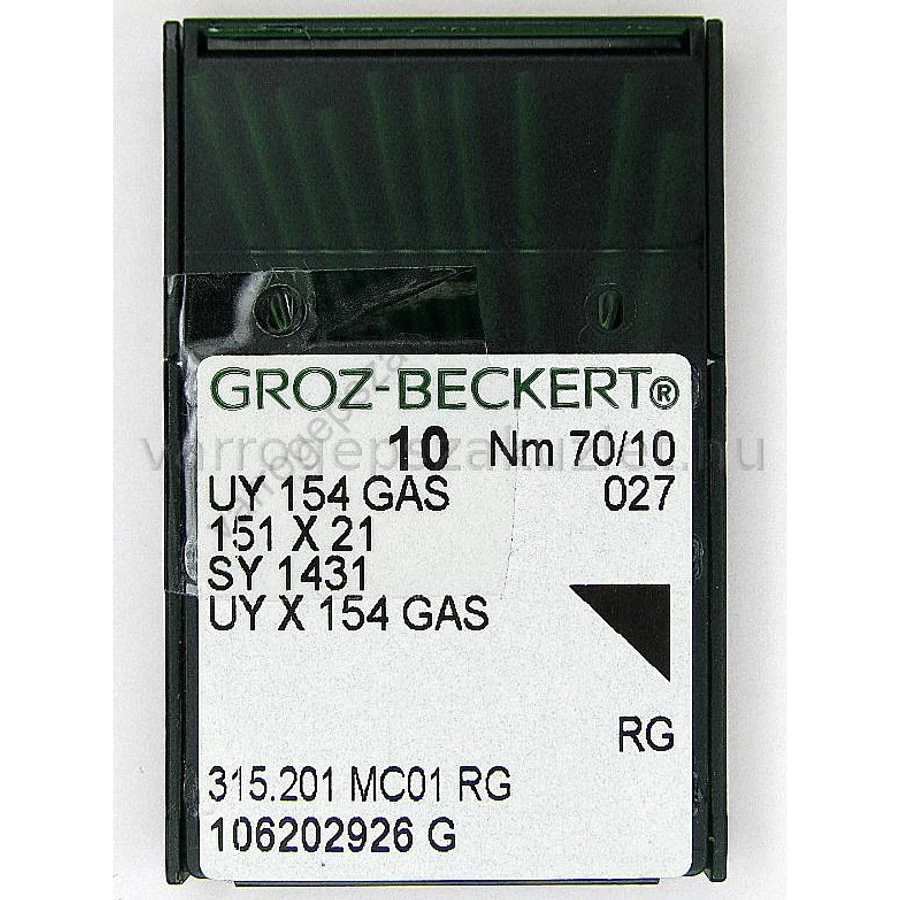 GROZ-BECKERT®
10 Nm 70/10
UY 154 GAS 027
151 X 21
SY 1431
UY X 154 GAS
RG
315.201 MC01 RG
106202926 G